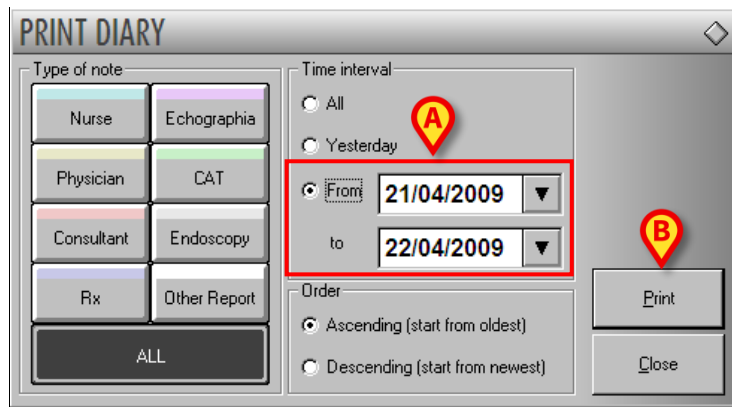 PRINT DIARY
Type of note
Nurse
Echographia
Physician
CAT
Consultant
Endoscopy
Rx
Other Report
ALL
Time interval
All
Yesterday
A
From 21/04/2009
to 22/04/2009
Order
Ascending (start from oldest)
Descending (start from newest)
B
Print
Close